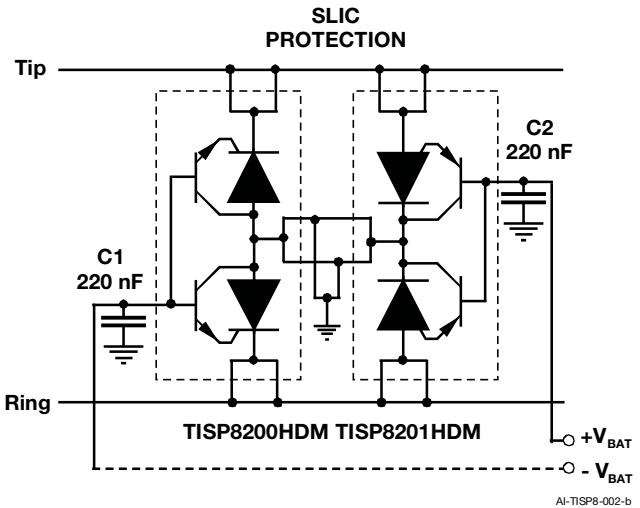 SLIC
PROTECTION
Tip
C2
220 nF
C1
220 nF
Ring
TISP8200HDM TISP8201HDM
+VBAT
- VBAT
AI-TISP8-002-b